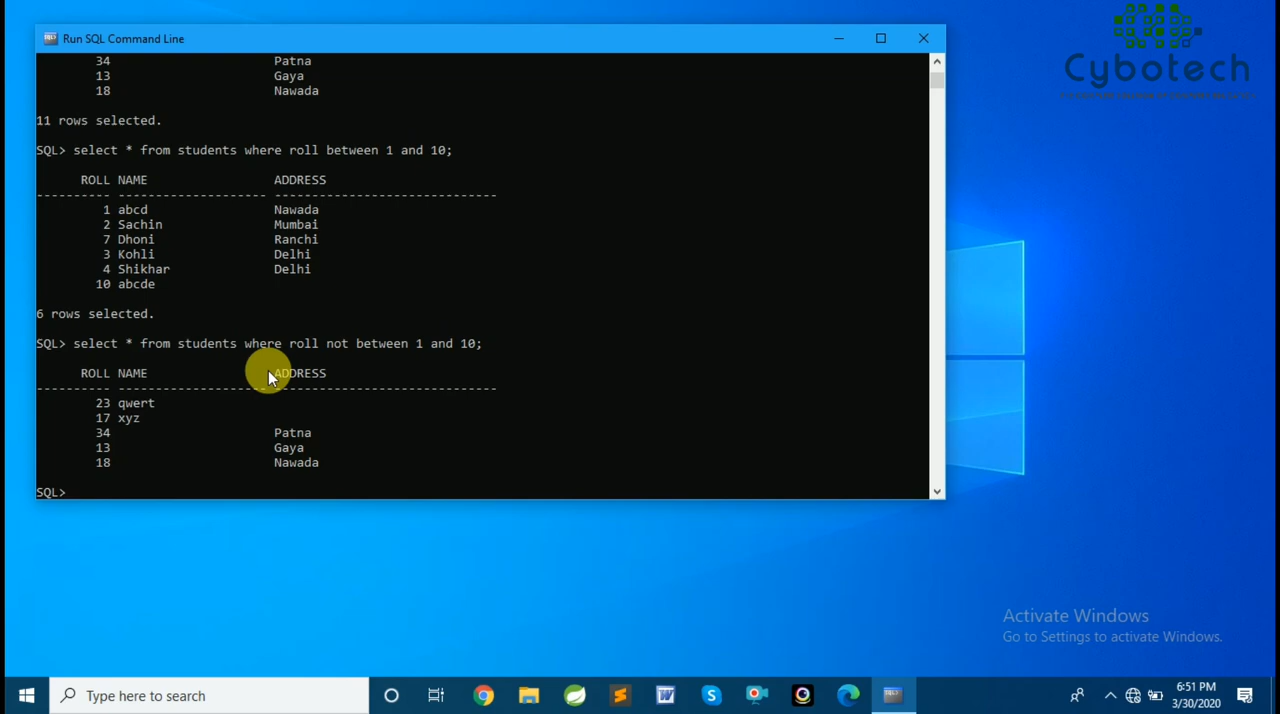 Run SQL Command Line
Cybotech
34 Patna
13 Gaya
18 Nawada
11 rows selected.
SQL> select * from students where roll between 1 and 10;
ROLL NAME ADDRESS
---------- -------------------- ------------------------------
1 abcd Nawada
2 Sachin Mumbai
7 Dhoni Ranchi
3 Kohli Delhi
4 Shikhar Delhi
10 abcde
6 rows selected.
SQL> select * from students where roll not between 1 and 10;
ROLL NAME ADDRESS
---------- -------------------- ------------------------------
23 qwert
17 xyz
34 Patna
13 Gaya
18 Nawada
SQL>
Activate Windows
Go to Settings to activate Windows.
Type here to search
6:51 PM
3/30/2020